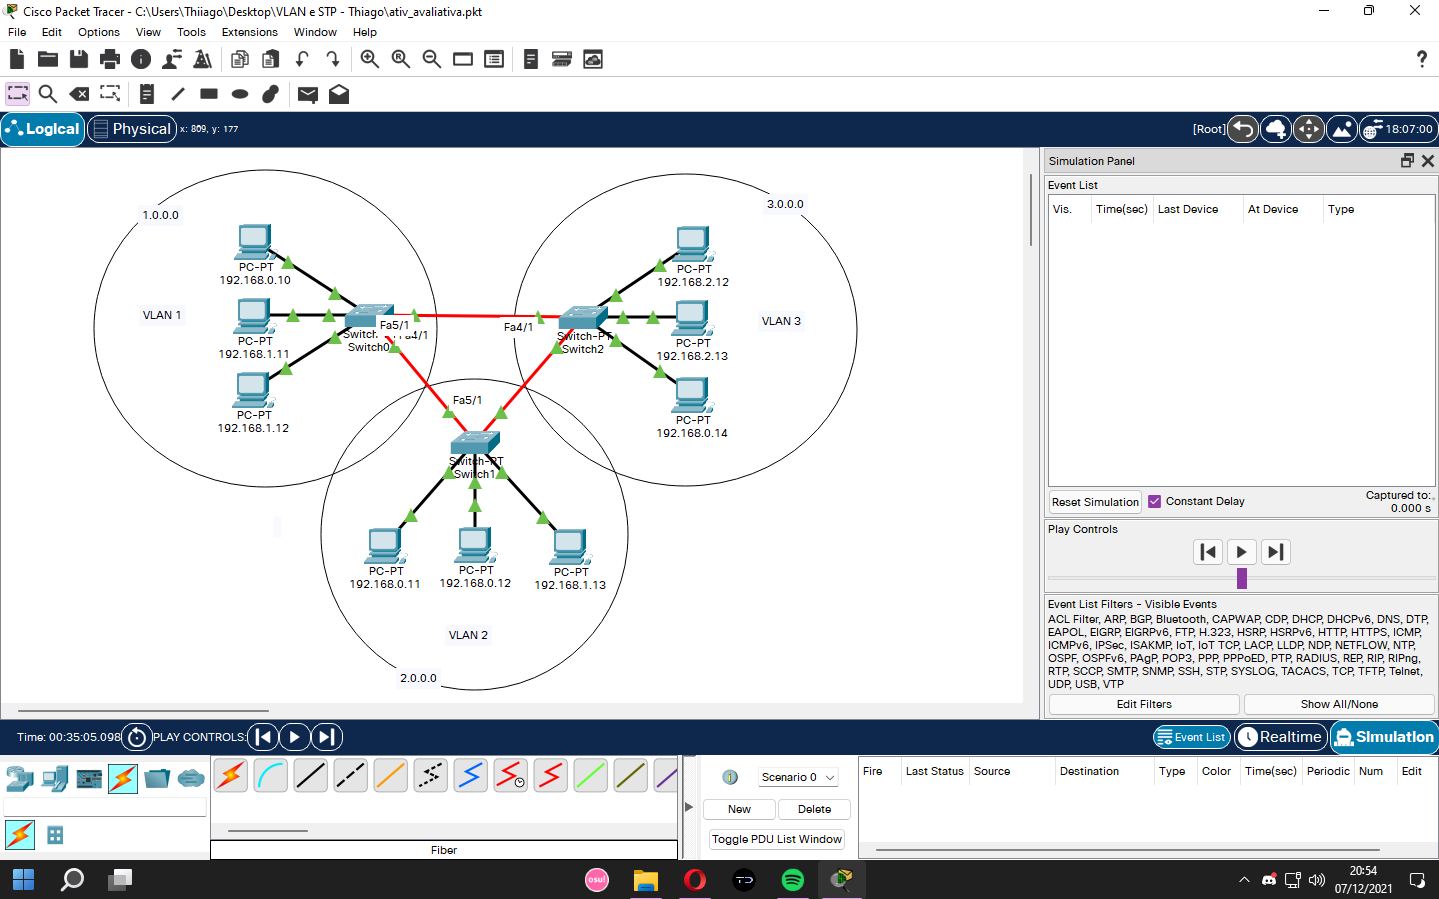 Cisco Packet Tracer - C:\Users\Thiiago\Desktop\VLAN e STP - Thiago\ativ_avaliativa.pkt
File Edit Options View Tools Extensions Window Help
Logical Physical x: 809, y: 177 [Root] 18:07:00
1.0.0.0
PC-PT
192.168.0.10
VLAN 1
PC-PT
192.168.1.11
PC-PT
192.168.1.12
Fa5/1
Fa4/1
Switch0
3.0.0.0
PC-PT
192.168.2.12
VLAN 3
PC-PT
192.168.2.13
PC-PT
192.168.0.14
Fa4/1
Switch-PT
Switch2
Fa5/1
Switch-PT
Switch1
PC-PT
192.168.0.11
PC-PT
192.168.0.12
PC-PT
192.168.1.13
VLAN 2
2.0.0.0
Simulation Panel
Event List
Vis. Time(sec) Last Device At Device Type
Reset Simulation Constant Delay
Captured to:
0.000 s
Play Controls
Event List Filters - Visible Events
ACL Filter, ARP, BGP, Bluetooth, CAPWAP, CDP, DHCP, DHCPv6, DNS, DTP,
EAPOL, EIGRP, EIGRPv6, FTP, H.323, HSRP, HSRPv6, HTTP, HTTPS, ICMP,
ICMPv6, IPSec, ISAKMP, IoT, IoT TCP, LACP, LLDP, NDP, NETFLOW, NTP,
OSPF, OSPFv6, PAgP, POP3, PPP, PPPoED, PTP, RADIUS, REP, RIP, RIPng,
RTP, SCCP, SMTP, SNMP, SSH, STP, SYSLOG, TACACS, TCP, TFTP, Telnet,
UDP, USB, VTP
Edit Filters Show All/None
Time: 00:35:05.098 PLAY CONTROLS: Event List Realtime Simulation
Scenario 0
New Delete
Toggle PDU List Window
Fire Last Status Source Destination Type Color Time(sec) Periodic Num Edit
Fiber
osu!
20:54
07/12/2021